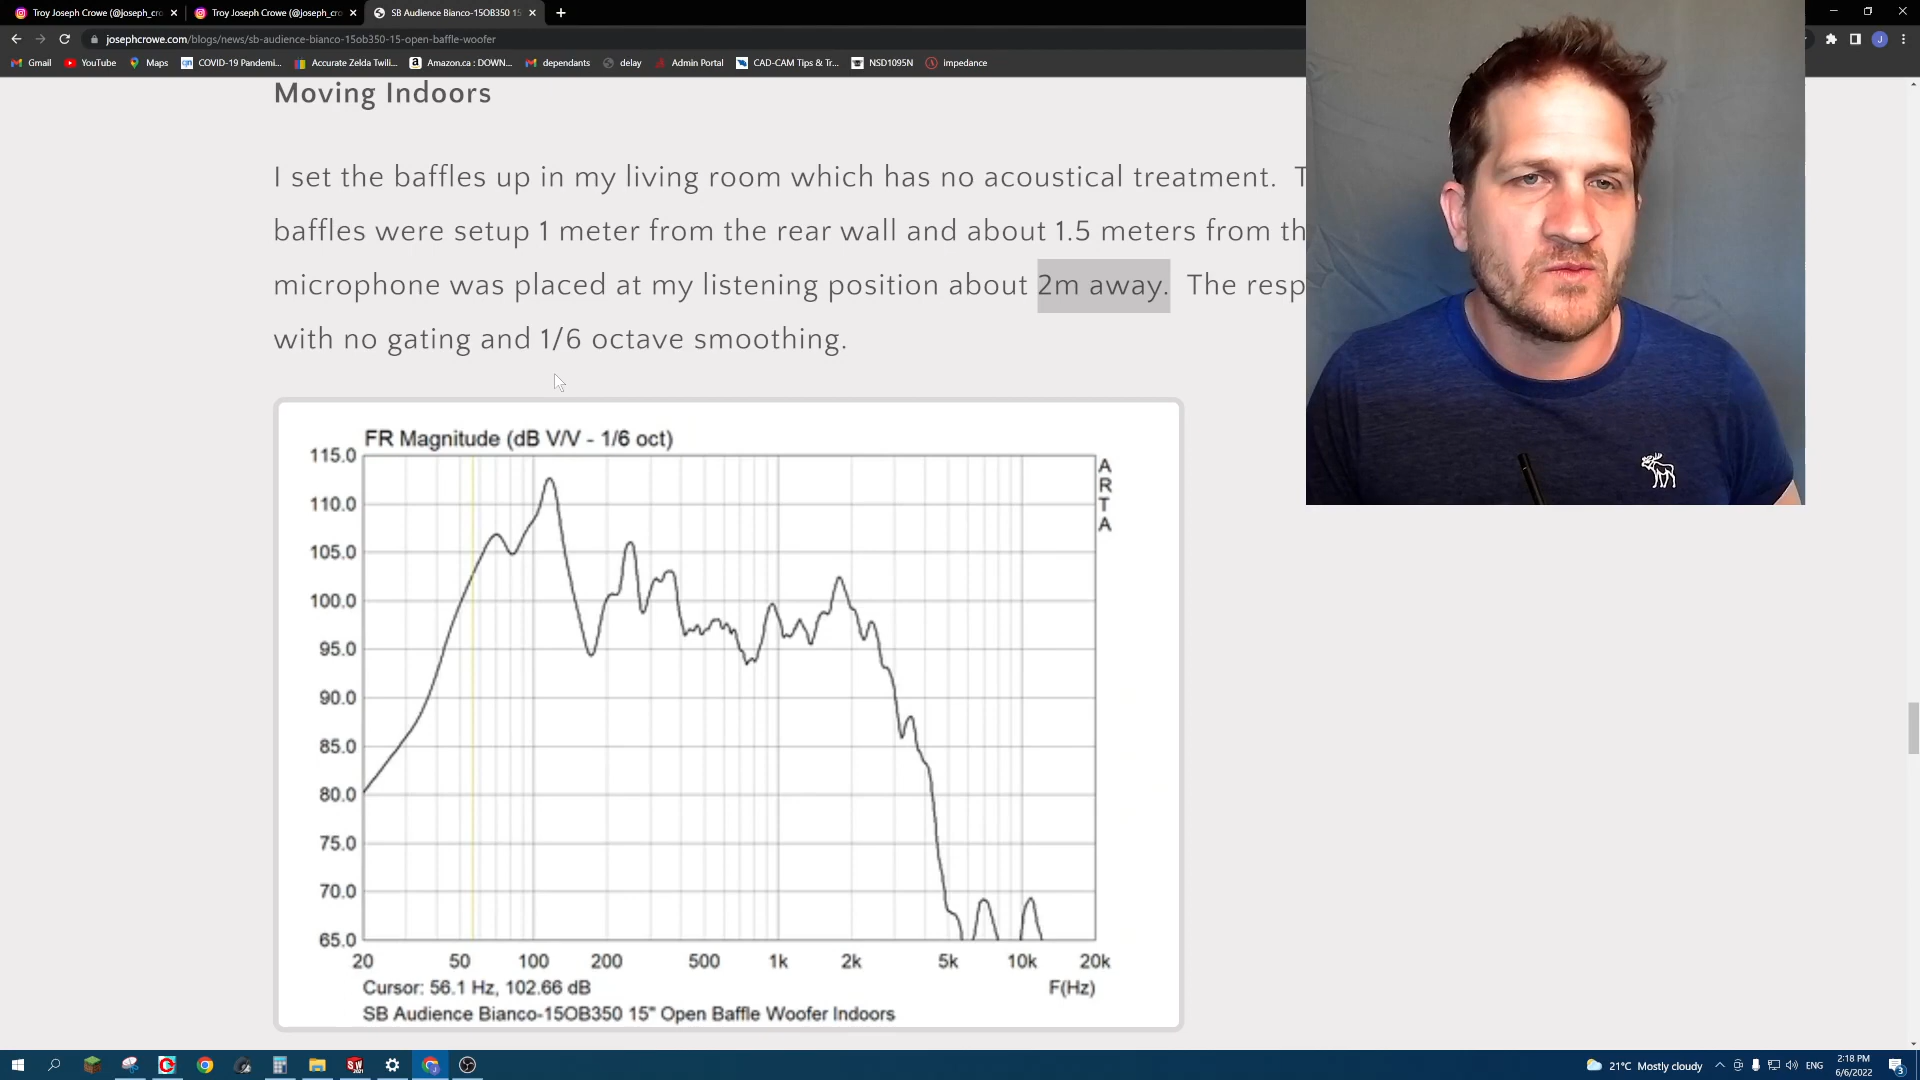 Troy Joseph Crowe (@joseph_cro
Troy Joseph Crowe (@joseph_cro
SB Audience Bianco-15OB350 15
josephcrowe.com/blogs/news/sb-audience-bianco-15ob350-15-open-baffle-woofer
Gmail
YouTube
Maps
COVID-19 Pandemi...
Accurate Zelda Twili...
Amazon.ca : DOWN...
dependants
delay
Admin Portal
CAD-CAM Tips & Tr...
NSD1095N
impedance
Moving Indoors
I set the baffles up in my living room which has no acoustical treatment. T
baffles were setup 1 meter from the rear wall and about 1.5 meters from th
microphone was placed at my listening position about 2m away. The resp
with no gating and 1/6 octave smoothing.
FR Magnitude (dB V/V - 1/6 oct)
115.0
110.0
105.0
100.0
95.0
90.0
85.0
80.0
75.0
70.0
65.0
A
R
T
A
20 50 100 200 500 1k 2k 5k 10k 20k
Cursor: 56.1 Hz, 102.66 dB F(Hz)
SB Audience Bianco-15OB350 15" Open Baffle Woofer Indoors
21°C Mostly cloudy
ENG
2:18 PM
6/6/2022